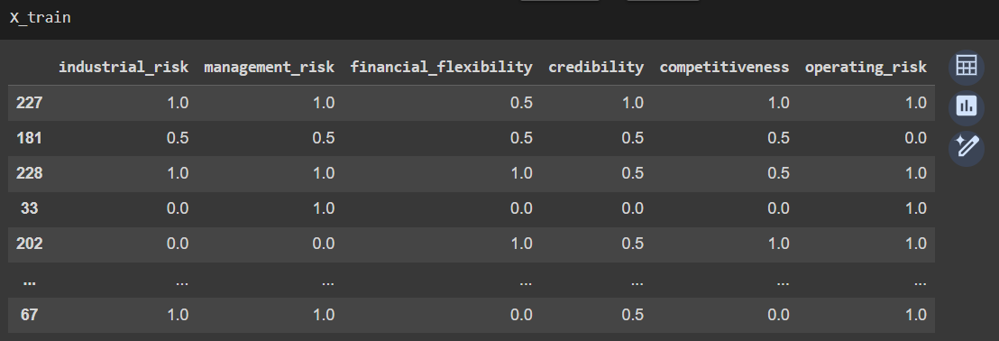 X_train
industrial_risk management_risk financial_flexibility credibility competitiveness operating_risk
227 1.0 1.0 0.5 1.0 1.0 1.0
181 0.5 0.5 0.5 0.5 0.5 0.0
228 1.0 1.0 1.0 0.5 0.5 1.0
33 0.0 1.0 0.0 0.0 0.0 1.0
202 0.0 0.0 1.0 0.5 1.0 1.0
... ... ... ... ... ... ...
67 1.0 1.0 0.0 0.5 0.0 1.0